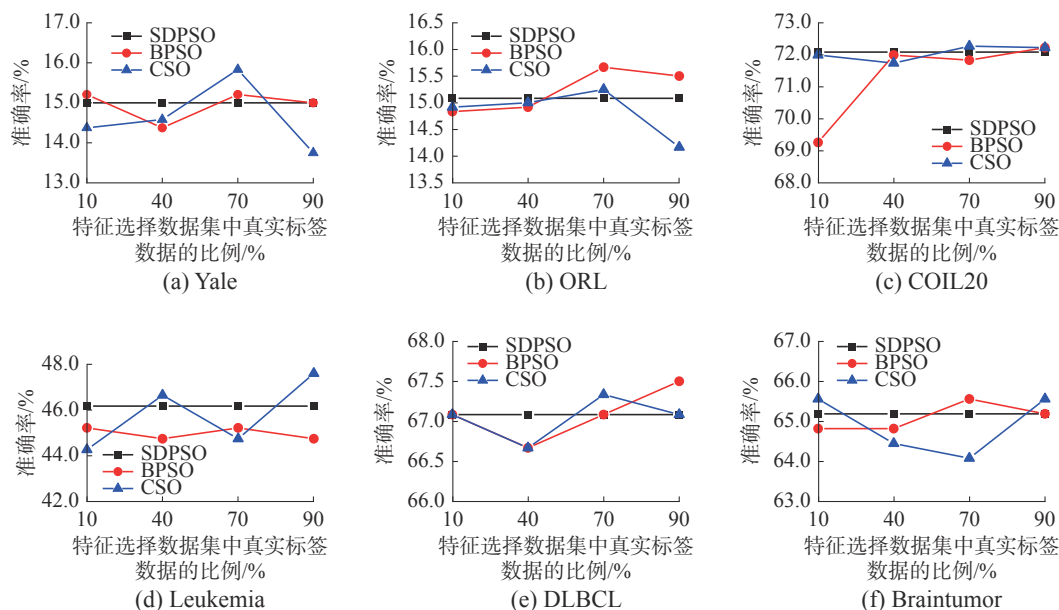 17.0
16.0
15.0
14.0
13.0
准确率/%
SDPSO
BPSO
CSO
10 40 70 90
特征选择数据集中真实标签
数据的比例/%
(a) Yale
16.5
16.0
15.5
15.0
14.5
14.0
13.5
准确率/%
SDPSO
BPSO
CSO
10 40 70 90
特征选择数据集中真实标签
数据的比例/%
(b) ORL
73.0
72.0
71.0
70.0
69.0
68.0
准确率/%
SDPSO
BPSO
CSO
10 40 70 90
特征选择数据集中真实标签
数据的比例/%
(c) COIL20
48.0
46.0
44.0
42.0
准确率/%
SDPSO
BPSO
CSO
10 40 70 90
特征选择数据集中真实标签
数据的比例/%
(d) Leukemia
68.0
67.5
67.0
66.5
66.0
准确率/%
SDPSO
BPSO
CSO
10 40 70 90
特征选择数据集中真实标签
数据的比例/%
(e) DLBCL
67.0
66.0
65.0
64.0
63.0
准确率/%
SDPSO
BPSO
CSO
10 40 70 90
特征选择数据集中真实标签
数据的比例/%
(f) Braintumor